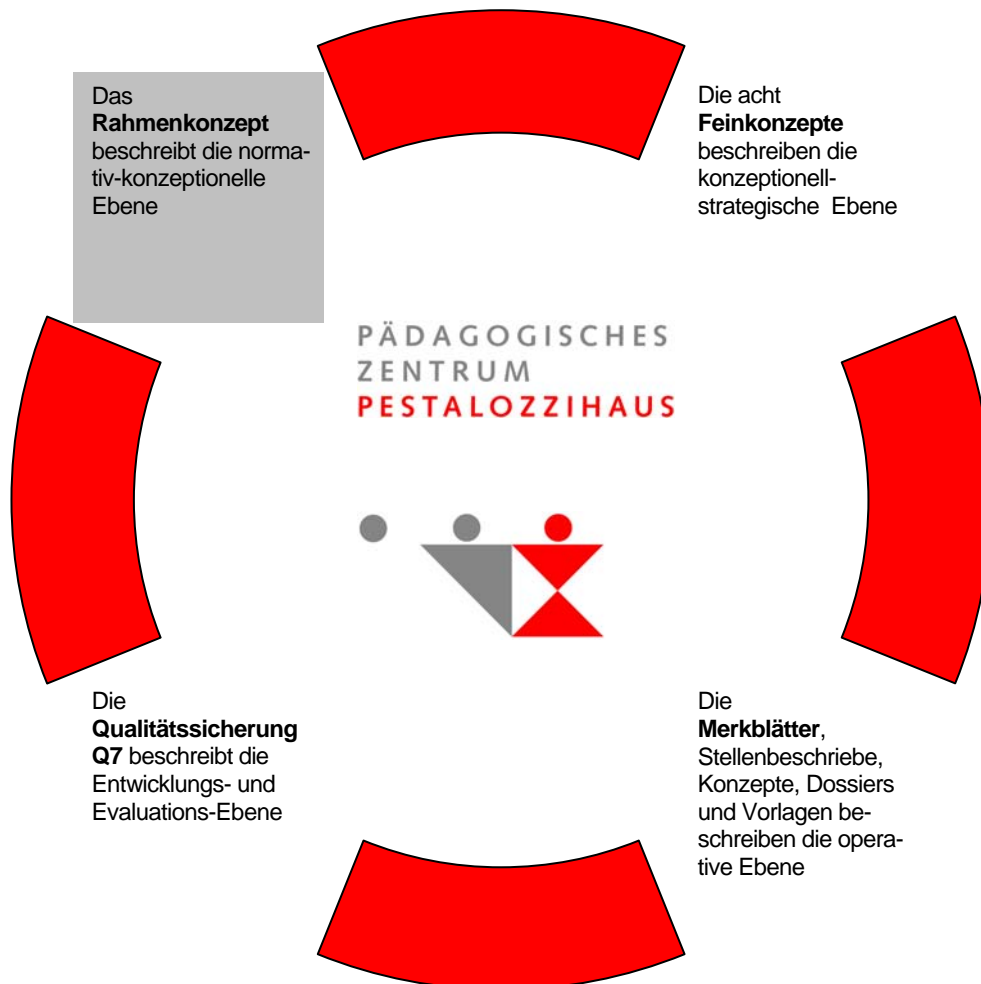 Das
Rahmenkonzept
beschreibt die norma-
tiv-konzeptionelle
Ebene
Die acht
Feinkonzepte
beschreiben die
konzeptionell-
strategische Ebene
PÄDAGOGISCHES
ZENTRUM
PESTALOZZIHAUS
Die
Qualitätssicherung
Q7 beschreibt die
Entwicklungs- und
Evaluations-Ebene
Die
Merkblätter,
Stellenbeschriebe,
Konzepte, Dossiers
und Vorlagen be-
schreiben die opera-
tive Ebene